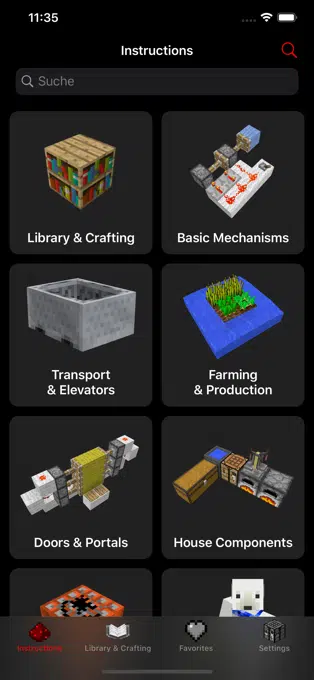 11:35
Instructions
Suche
Library & Crafting
Basic Mechanisms
Transport
& Elevators
Farming
& Production
Doors & Portals
House Components
Instructions
Library & Crafting
Favorites
Settings